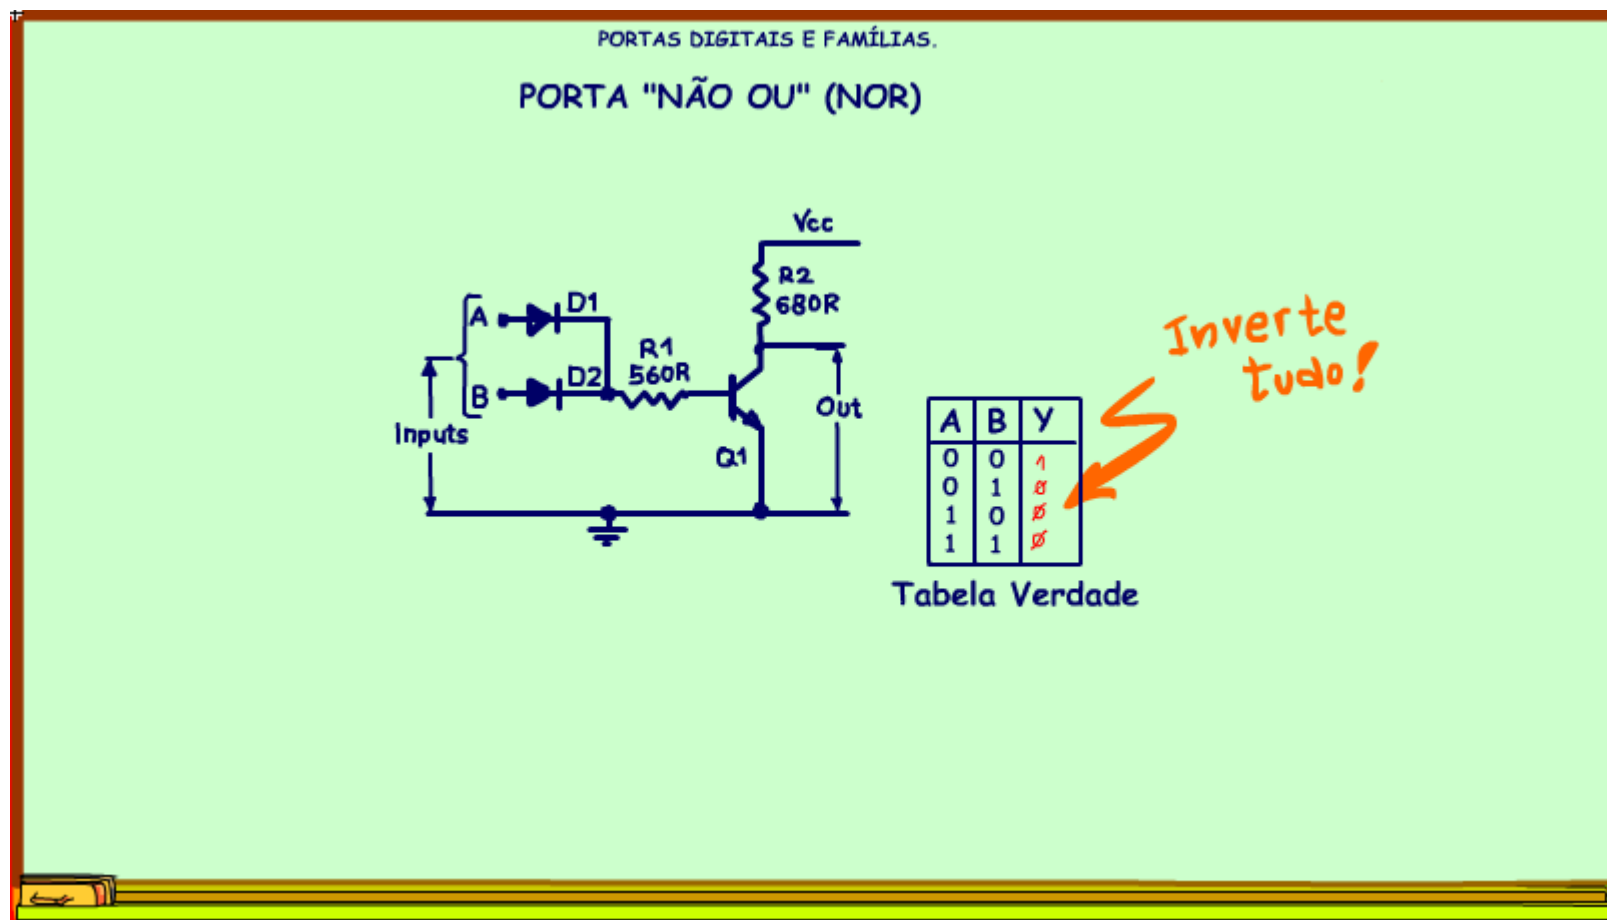 PORTAS DIGITAIS E FAMÍLIAS.
PORTA "NÃO OU" (NOR)
Vcc
R2
680R
A
D1
R1
560R
B
D2
Inputs
Out
Q1
Inverte
tudo!
A B Y
0 0 1
0 1 0
1 0 0
1 1 0
Tabela Verdade